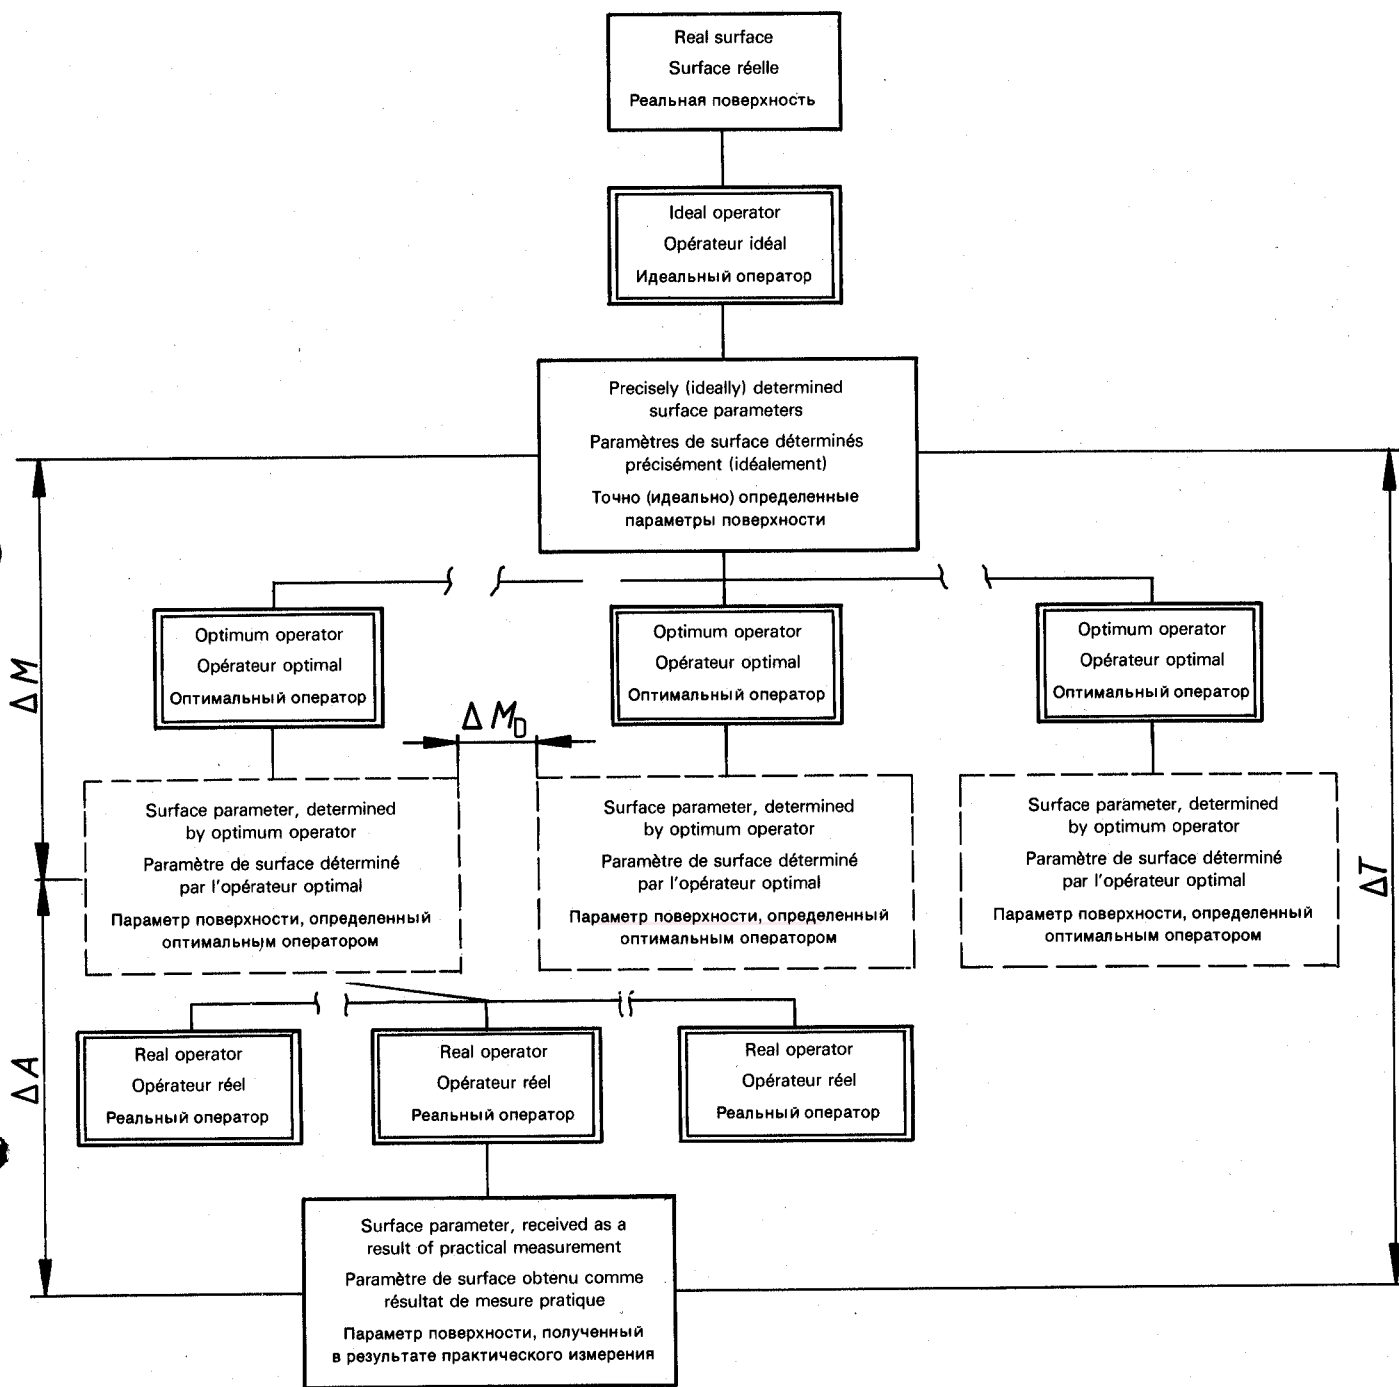 Real surface
Surface réelle
Реальная поверхность
Ideal operator
Opérateur idéal
Идеальный оператор
Precisely (ideally) determined
surface parameters
Paramètres de surface déterminés
précisément (idéalement)
Точно (идеально) определенные
параметры поверхности
ΔM
Optimum operator
Opérateur optimal
Оптимальный оператор
ΔM_D
Optimum operator
Opérateur optimal
Оптимальный оператор
Optimum operator
Opérateur optimal
Оптимальный оператор
Surface parameter, determined
by optimum operator
Paramètre de surface déterminé
par l'opérateur optimal
Параметр поверхности, определенный
оптимальным оператором
Surface parameter, determined
by optimum operator
Paramètre de surface déterminé
par l'opérateur optimal
Параметр поверхности, определенный
оптимальным оператором
Surface parameter, determined
by optimum operator
Paramètre de surface déterminé
par l'opérateur optimal
Параметр поверхности, определенный
оптимальным оператором
ΔT
ΔA
Real operator
Opérateur réel
Реальный оператор
Real operator
Opérateur réel
Реальный оператор
Real operator
Opérateur réel
Реальный оператор
Surface parameter, received as a
result of practical measurement
Paramètre de surface obtenu comme
résultat de mesure pratique
Параметр поверхности, полученный
в результате практического измерения